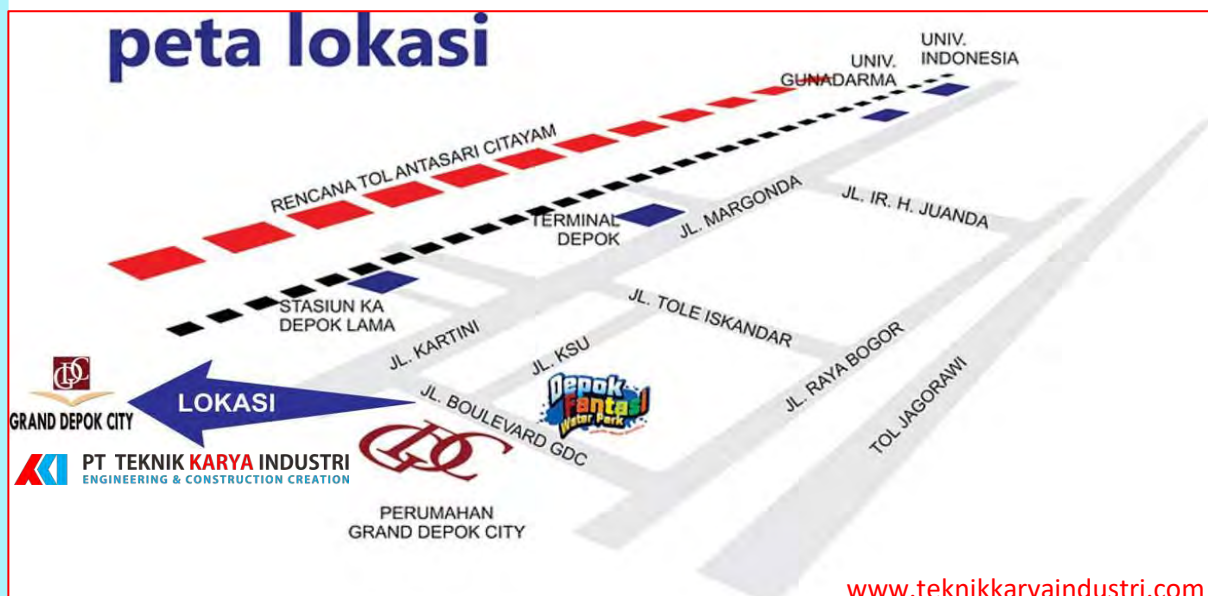 peta lokasi
UNIV.
INDONESIA
UNIV.
GUNADARMA
RENCANA TOL ANTASARI CITAYAM
TERMINAL
DEPOK
JL. MARGONDA
JL. IR. H. JUANDA
STASIUN KA
DEPOK LAMA
JL. TOLE ISKANDAR
JL. KARTINI
JL. KSU
JL. RAYA BOGOR
TOL JAGORAWI
GDC
GRAND DEPOK CITY
LOKASI
JL. BOULEVARD GDC
Depok
Fantasi
Water Park
PT TEKNIK KARYA INDUSTRI
ENGINEERING & CONSTRUCTION CREATION
GDC
PERUMAHAN
GRAND DEPOK CITY
www.teknikkaryaindustri.com